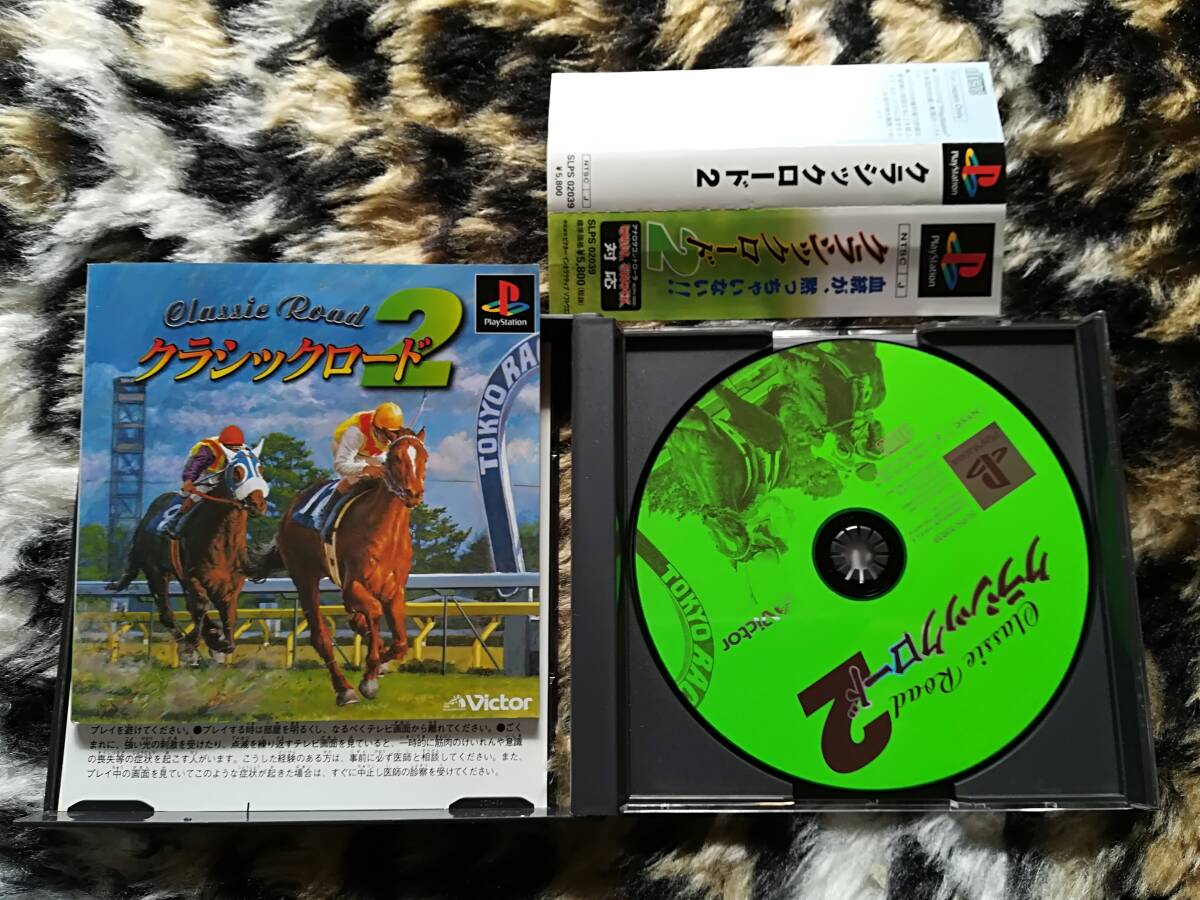 Classic Road 2
クラシックロード
PlayStation
TOKYO RAC
8
Victor
プレイを避けてください。●プレイする時は部屋を明るくし、なるべくテレビ画面から離れてください。●ごく
まれに、強い光の刺激を受けたり、点滅を繰り返すテレビ画面を見ていると、一時的に筋肉のけいれんや意識
の喪失等の症状を起こす人がいます。こうした経験のある方は、事前に必ず医師と相談してください。また、
プレイ中の画面を見ていてこのような症状が起きた場合は、すぐに中止し医師の診察を受けてください。
PlayStation
クラシックロード2
NTSC J
SLPS 02039
¥5,800
PlayStation
NTSC J
血統が、黙っちゃいない!!
クラシックロード2
対応
SLPS 02039
標準価格¥5,800(税抜)
PlayStation
TOKYO RAC
Victor
Classic Road
クラシックロード
2